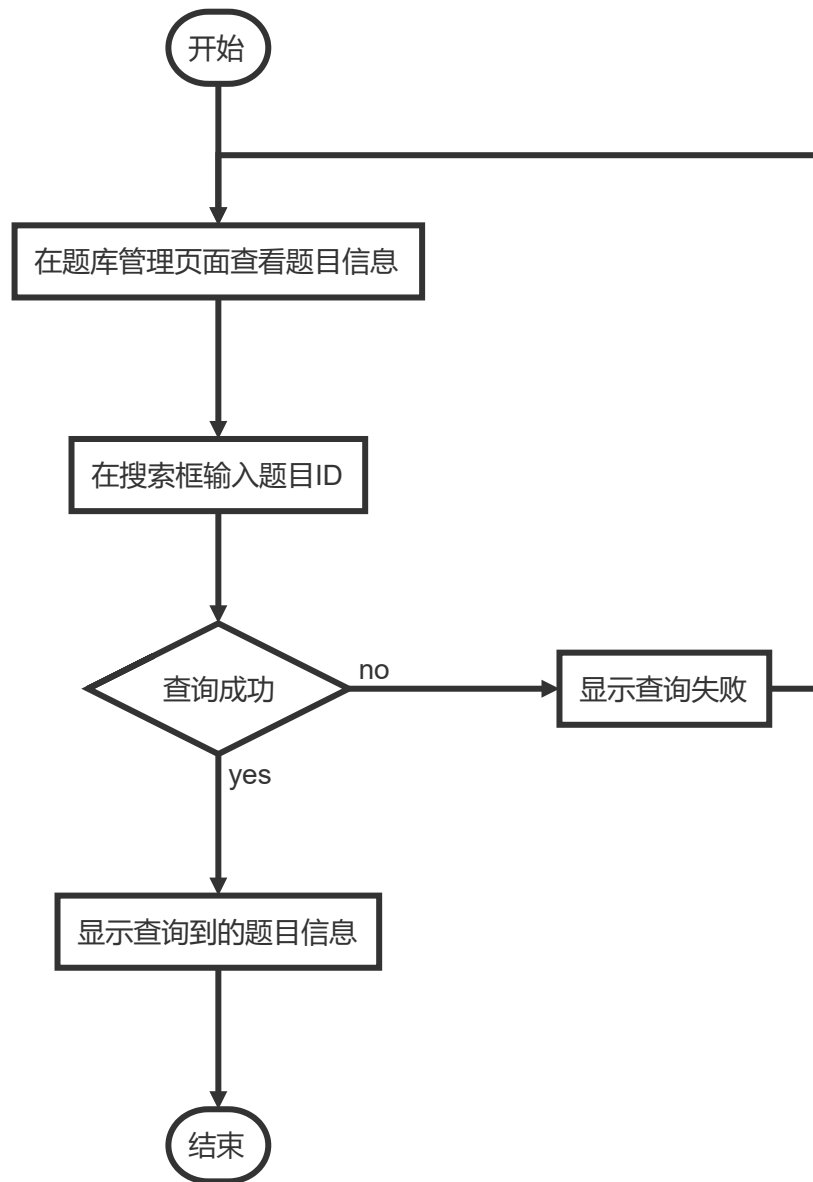 开始
在题库管理页面查看题目信息
在搜索框输入题目ID
查询成功
no
显示查询失败
yes
显示查询到的题目信息
结束